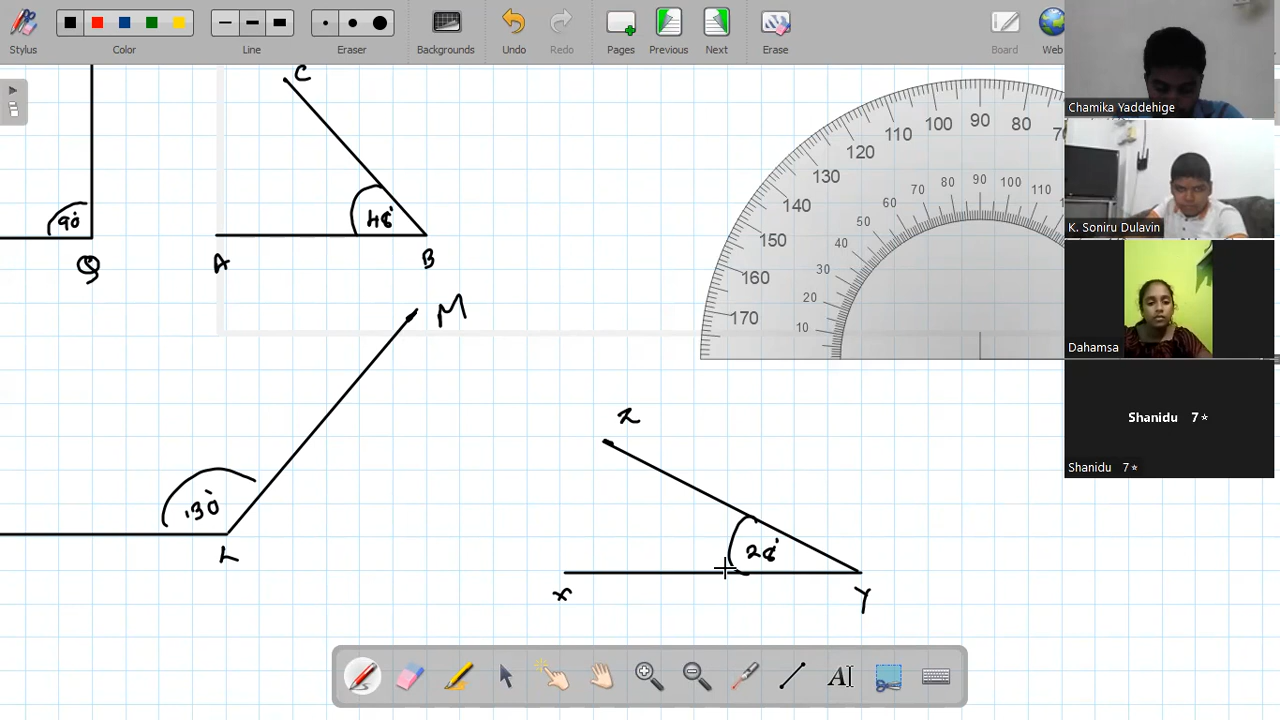 Stylus
Color
Line
Eraser
Backgrounds
Undo
Redo
Pages
Previous
Next
Erase
Board
Web
Chamika Yaddehige
K. Soniru Dulavin
Dahamsa
Shanidu 7*
Shanidu 7*
C
90°
48°
Q
A
B
M
130°
L
Z
28°
X
Y
170 160 150 140 130 120 110 100 90 80
10 20 30 40 50 60 70 80 90 100 110